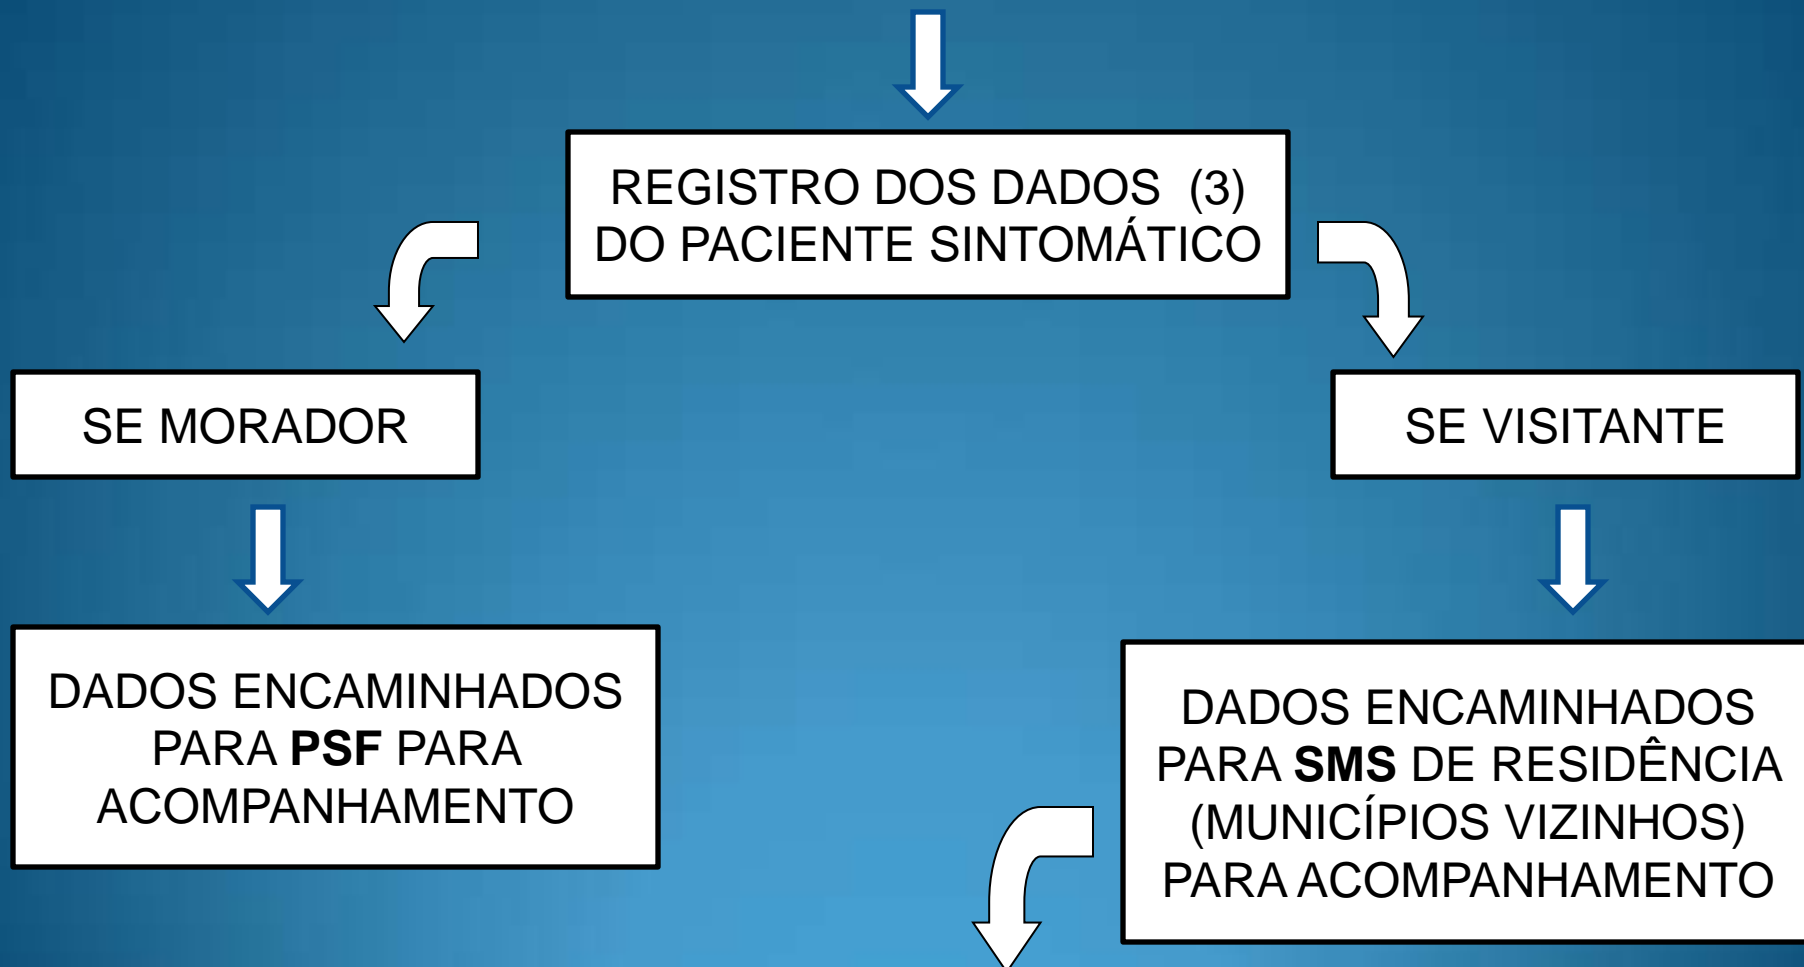 REGISTRO DOS DADOS (3)
DO PACIENTE SINTOMÁTICO
SE MORADOR
SE VISITANTE
DADOS ENCAMINHADOS
PARA PSF PARA
ACOMPANHAMENTO
DADOS ENCAMINHADOS
PARA SMS DE RESIDÊNCIA
(MUNICÍPIOS VIZINHOS)
PARA ACOMPANHAMENTO